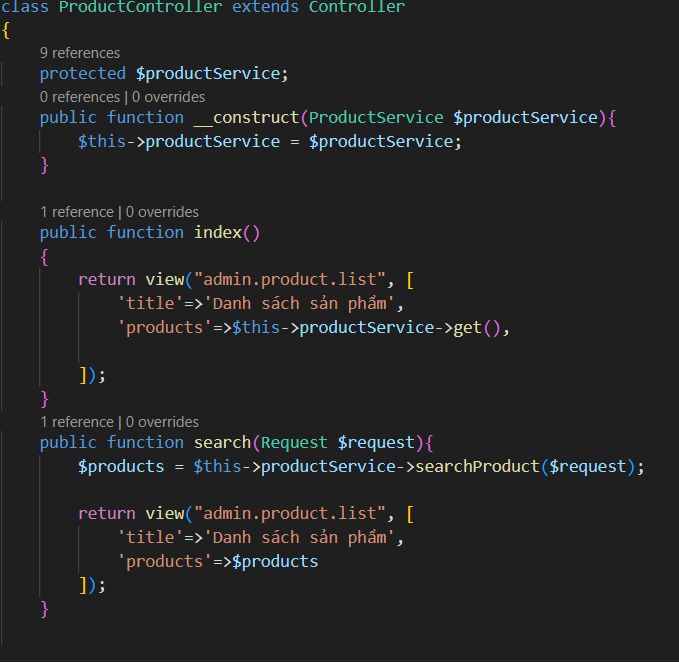 class ProductController extends Controller
{
9 references
protected $productService;
0 references | 0 overrides
public function __construct(ProductService $productService){
$this->productService = $productService;
}
1 reference | 0 overrides
public function index()
{
return view("admin.product.list", [
'title'=>'Danh sách sản phẩm',
'products'=>$this->productService->get(),
]);
}
1 reference | 0 overrides
public function search(Request $request){
$products = $this->productService->searchProduct($request);
return view("admin.product.list", [
'title'=>'Danh sách sản phẩm',
'products'=>$products
]);
}